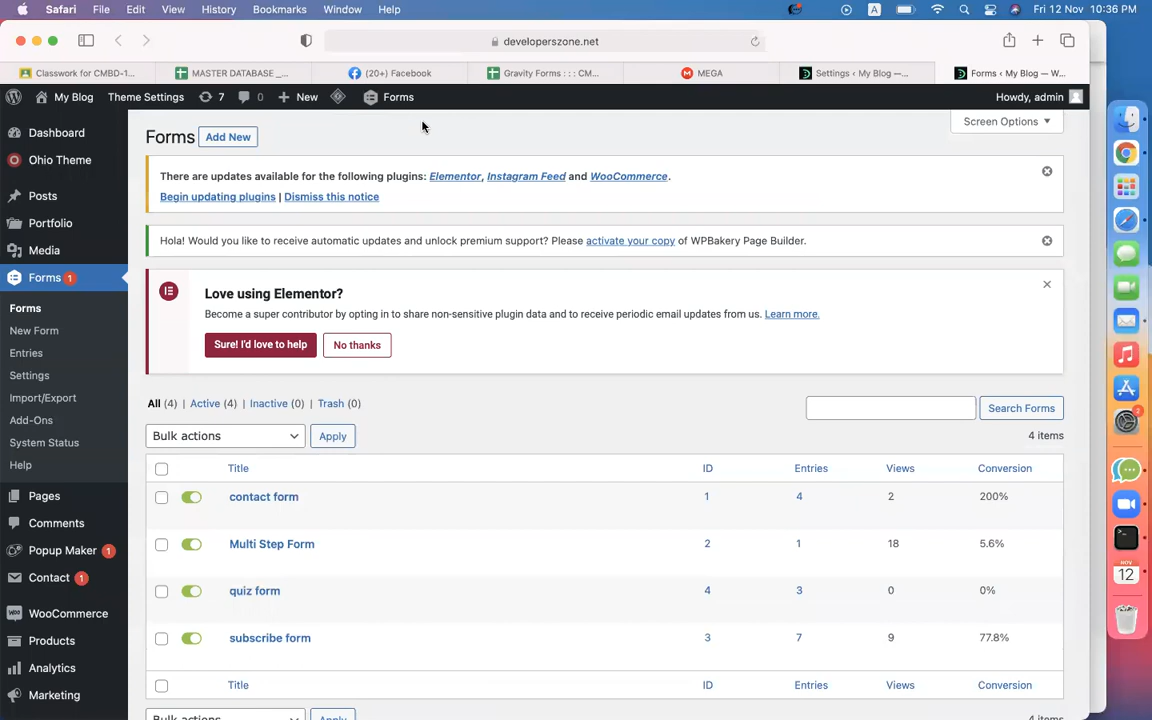 Safari File Edit View History Bookmarks Window Help A Fri 12 Nov 10:36 PM
developerszone.net
Classwork for CMBD-1... MASTER DATABASE _... (20+) Facebook Gravity Forms : : : CM... MEGA Settings ‹ My Blog —... Forms ‹ My Blog — W...
My Blog Theme Settings 7 0 New Forms Howdy, admin
Dashboard
Ohio Theme
Posts
Portfolio
Media
Forms 1
Forms
New Form
Entries
Settings
Import/Export
Add-Ons
System Status
Help
Pages
Comments
Popup Maker 1
Contact 1
WooCommerce
Products
Analytics
Marketing
Screen Options
Forms Add New
There are updates available for the following plugins: Elementor, Instagram Feed and WooCommerce.
Begin updating plugins | Dismiss this notice
Hola! Would you like to receive automatic updates and unlock premium support? Please activate your copy of WPBakery Page Builder.
Love using Elementor?
Become a super contributor by opting in to share non-sensitive plugin data and to receive periodic email updates from us. Learn more.
Sure! I'd love to help No thanks
All (4) | Active (4) | Inactive (0) | Trash (0)
Search Forms
Bulk actions Apply 4 items
Title ID Entries Views Conversion
contact form 1 4 2 200%
Multi Step Form 2 1 18 5.6%
quiz form 4 3 0 0%
subscribe form 3 7 9 77.8%
Title ID Entries Views Conversion
Bulk actions Apply 4 items
2
NOV
12